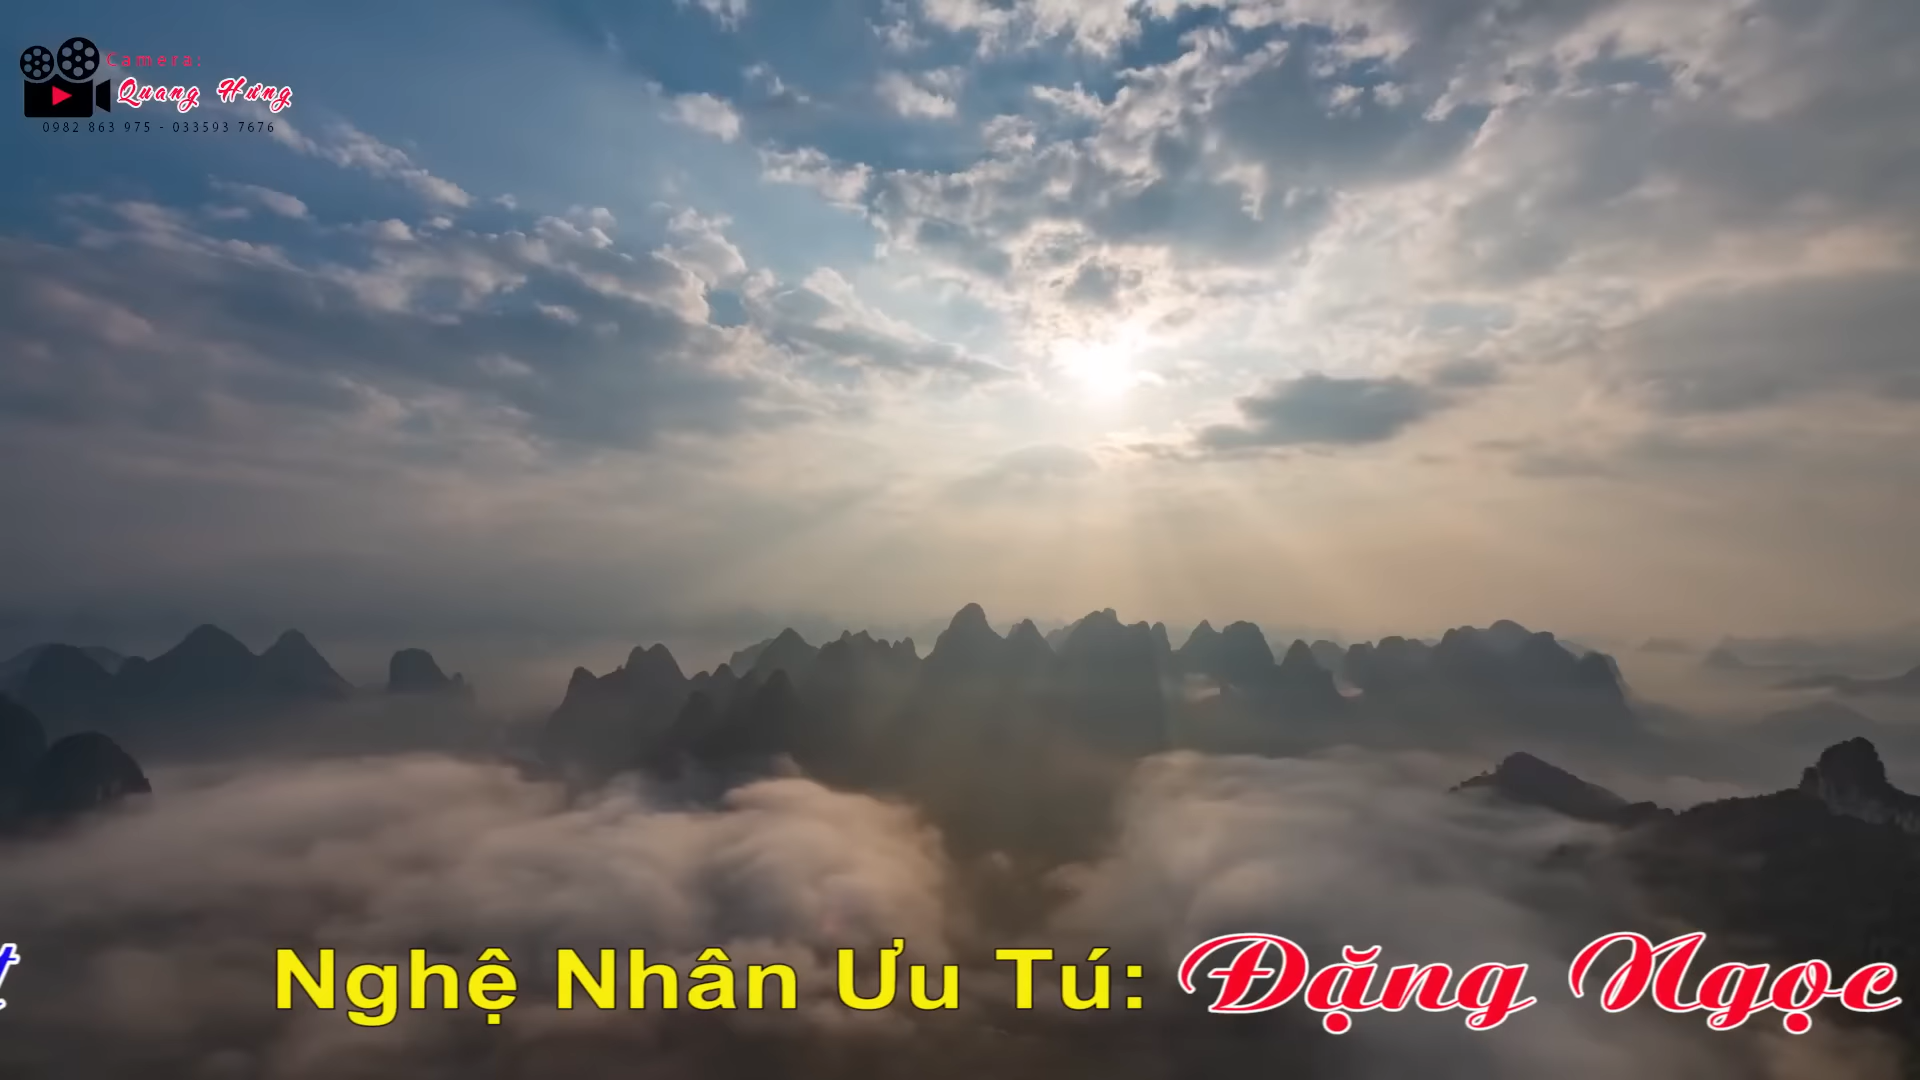 Camera:
Quang Hưng
0982 863 975 - 033593 7676
t Nghệ Nhân Ưu Tú: Đặng Ngọc